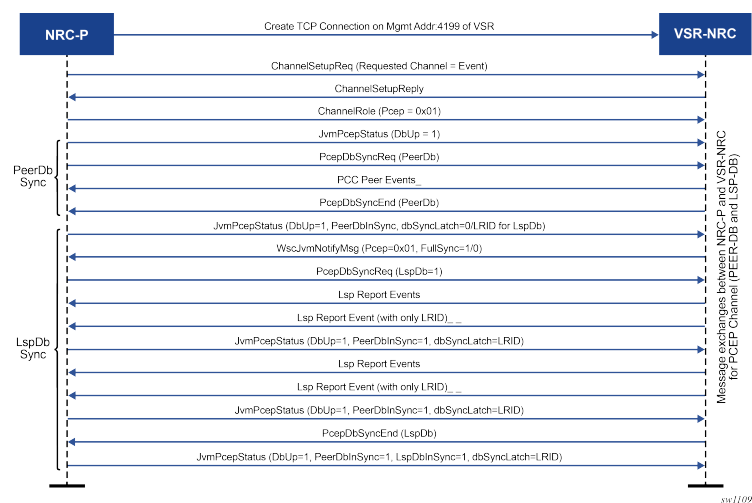 NRC-P
Create TCP Connection on Mgmt Addr:4199 of VSR
VSR-NRC
ChannelSetupReq (Requested Channel = Event)
ChannelSetupReply
ChannelRole (Pcep = 0x01)
JvmPcepStatus (DbUp = 1)
PcepDbSyncReq (PeerDb)
PeerDb
Sync
PCC Peer Events_
PcepDbSyncEnd (PeerDb)
JvmPcepStatus (DbUp=1, PeerDbInSync, dbSyncLatch=0/LRID for LspDb)
WscJvmNotifyMsg (Pcep=0x01, FullSync=1/0)
PcepDbSyncReq (LspDb=1)
Lsp Report Events
Lsp Report Event (with only LRID)_ _
JvmPcepStatus (DbUp=1, PeerDbInSync=1, dbSyncLatch=LRID)
LspDb
Sync
Lsp Report Events
Lsp Report Event (with only LRID)_ _
JvmPcepStatus (DbUp=1, PeerDbInSync=1, dbSyncLatch=LRID)
PcepDbSyncEnd (LspDb)
JvmPcepStatus (DbUp=1, PeerDbInSync=1, LspDbInSync=1, dbSyncLatch=LRID)
Message exchanges between NRC-P and VSR-NRC
for PCEP Channel (PEER-DB and LSP-DB)
sw1109